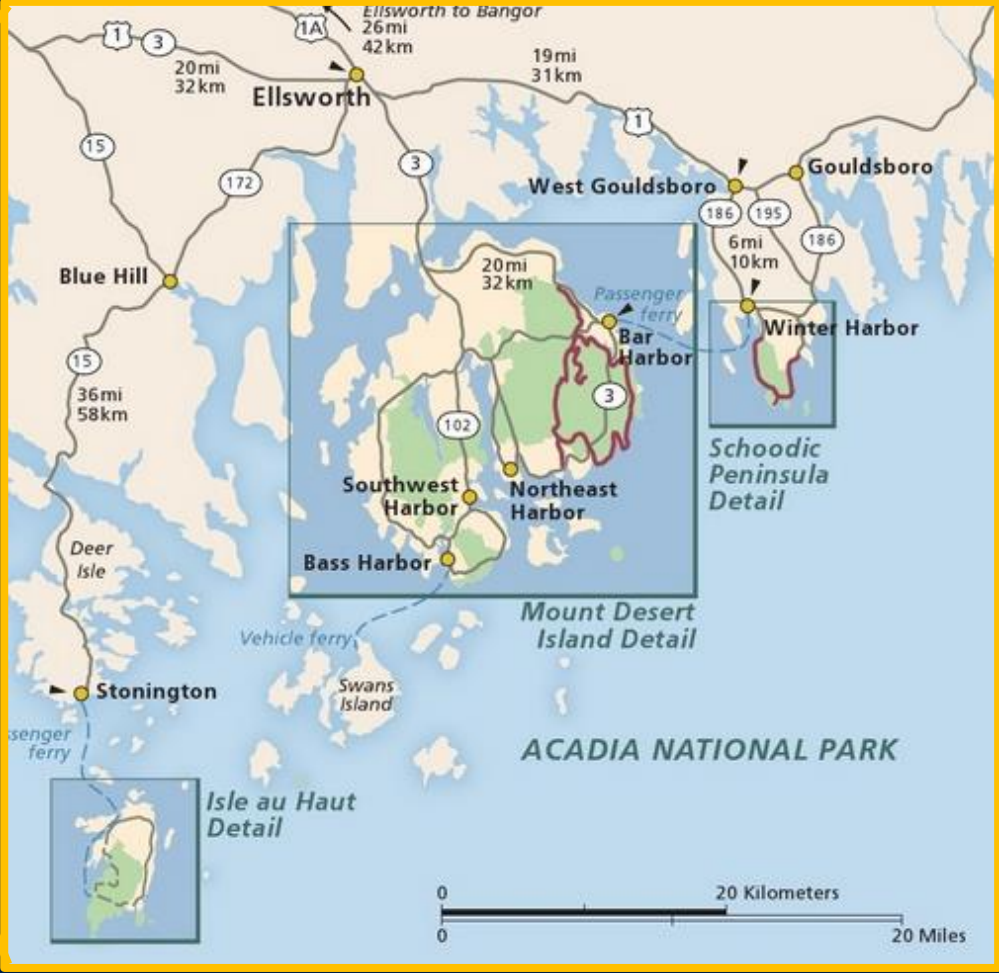 Ellsworth to Bangor
26mi
42km
1A
1
3
20mi
32km
Ellsworth
19mi
31km
1
15
3
172
West Gouldsboro
Gouldsboro
186
195
186
6mi
10km
Blue Hill
20mi
32km
Passenger
ferry
Bar
Harbor
Winter Harbor
15
36mi
58km
3
102
Schoodic
Peninsula
Detail
Southwest
Harbor
Northeast
Harbor
Deer
Isle
Bass Harbor
Mount Desert
Island Detail
Vehicle ferry
Swans
Island
Stonington
ssenger
ferry
ACADIA NATIONAL PARK
Isle au Haut
Detail
0
20 Kilometers
0
20 Miles